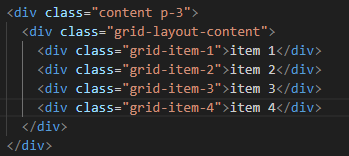 <div class="content p-3">
<div class="grid-layout-content">
<div class="grid-item-1">item 1</div>
<div class="grid-item-2">item 2</div>
<div class="grid-item-3">item 3</div>
<div class="grid-item-4">item 4</div>
</div>
</div>